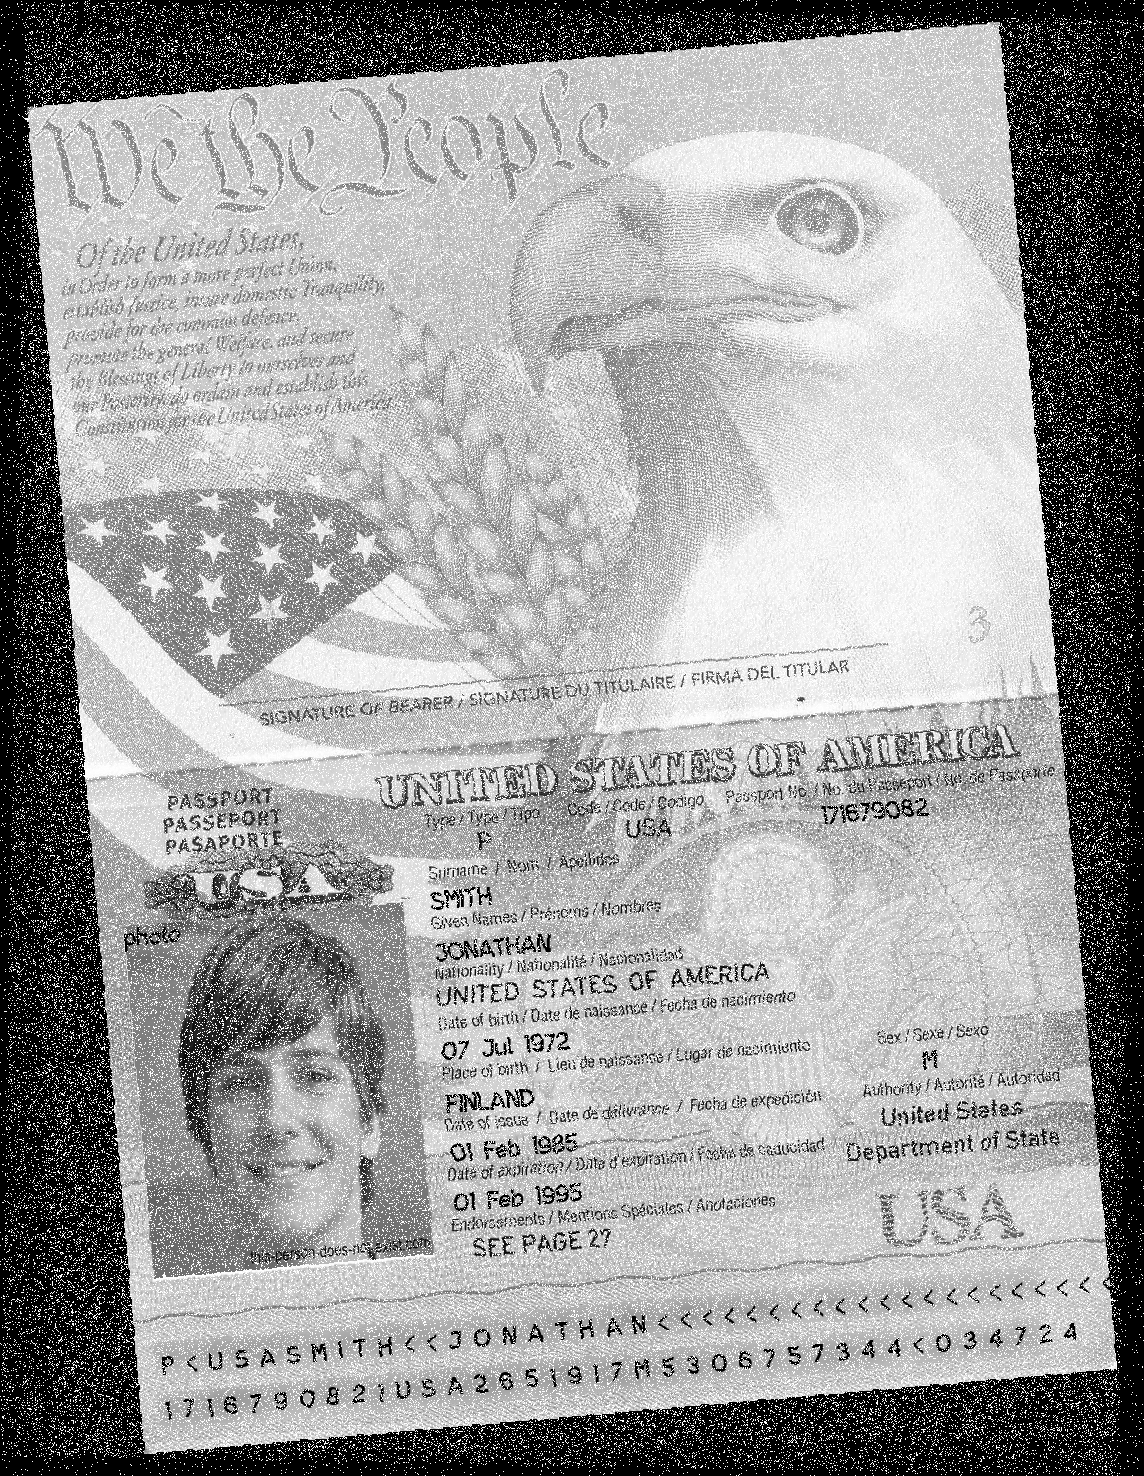 We the People
Of the United States,
in Order to form a more perfect Union,
establish Justice, insure domestic Tranquility,
provide for the common defence,
promote the general Welfare, and secure
the Blessings of Liberty to ourselves and
our Posterity, do ordain and establish this
Constitution for the United States of America.
3
SIGNATURE OF BEARER / SIGNATURE DU TITULAIRE / FIRMA DEL TITULAR
UNITED STATES OF AMERICA
PASSPORT
PASSEPORT
PASAPORTE
USA
Type / Type / Tipo Code / Code / Codigo Passport No. / No. du Passeport / No. de Pasaporte
P USA 171679082
Surname / Nom / Apellidos
SMITH
Given Names / Prénoms / Nombres
JONATHAN
Nationality / Nationalité / Nacionalidad
UNITED STATES OF AMERICA
Date of birth / Date de naissance / Fecha de nacimiento
07 Jul 1972
Place of birth / Lieu de naissance / Lugar de nacimiento
Sex / Sexe / Sexo
FINLAND
M
Date of issue / Date de délivrance / Fecha de expedición
Authority / Autorité / Autoridad
01 Feb 1985
United States
Date of expiration / Date d'expiration / Fecha de caducidad
Department of State
01 Feb 1995
Endorsements / Mentions Spéciales / Anotaciones
SEE PAGE 27
USA
photo
this-person-does-not-exist.com
P<USASMITH<<JONATHAN<<<<<<<<<<<<<<<<<<<<<
1716790821USA2651917M5306757344<034724